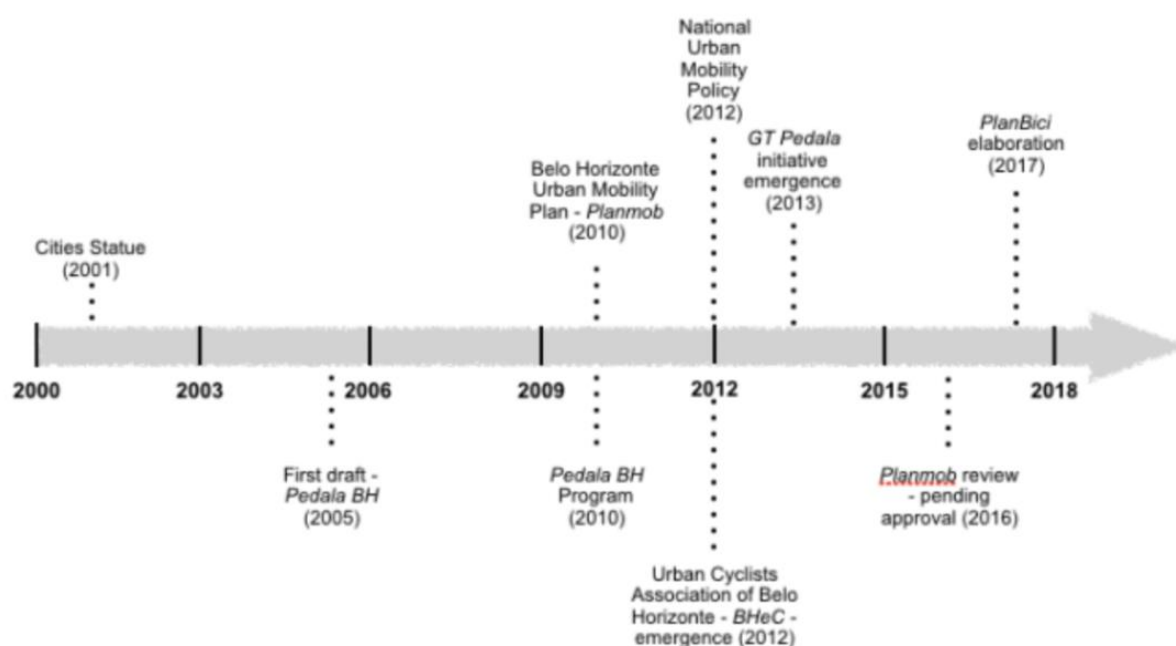 National
Urban
Mobility
Policy
(2012)
GT Pedala
initiative
emergence
(2013)
PlanBici
elaboration
(2017)
Belo Horizonte
Urban Mobility
Plan - Planmob
(2010)
Cities Statue
(2001)
2000
2003
2006
2009
2012
2015
2018
First draft -
Pedala BH
(2005)
Pedala BH
Program
(2010)
Planmob review
- pending
approval (2016)
Urban Cyclists
Association of Belo
Horizonte - BHeC -
emergence (2012)